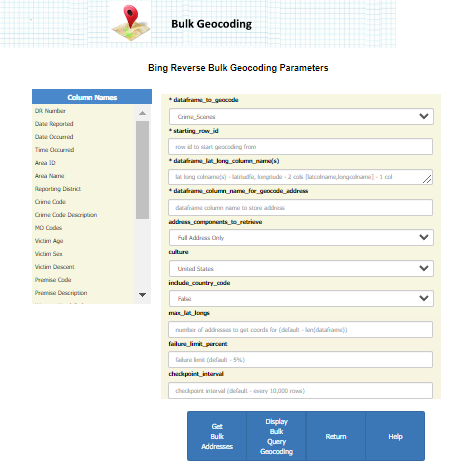 Bulk Geocoding
Bing Reverse Bulk Geocoding Parameters
Column Names
DR Number
Date Reported
Date Occurred
Time Occurred
Area ID
Area Name
Reporting District
Crime Code
Crime Code Description
MO Codes
Victim Age
Victim Sex
Victim Descent
Premise Code
Premise Description
* dataframe_to_geocode
Crime_Scenes
* starting_row_id
row id to start geocoding from
* dataframe_lat_long_column_name(s)
lat long colname(s) - latitudfe, longitude - 2 cols [latcolname,longcolname] - 1 col
* dataframe_column_name_for_geocode_address
dataframe column name to store address
address_components_to_retrieve
Full Address Only
culture
United States
include_country_code
False
max_lat_longs
number of addresses to get coords for (default - len(dataframe))
failure_limit_percent
failure limit (default - 5%)
checkpoint_interval
checkpoint interval (default - every 10,000 rows)
Get
Bulk
Addresses
Display
Bulk
Query
Geocoding
Return
Help